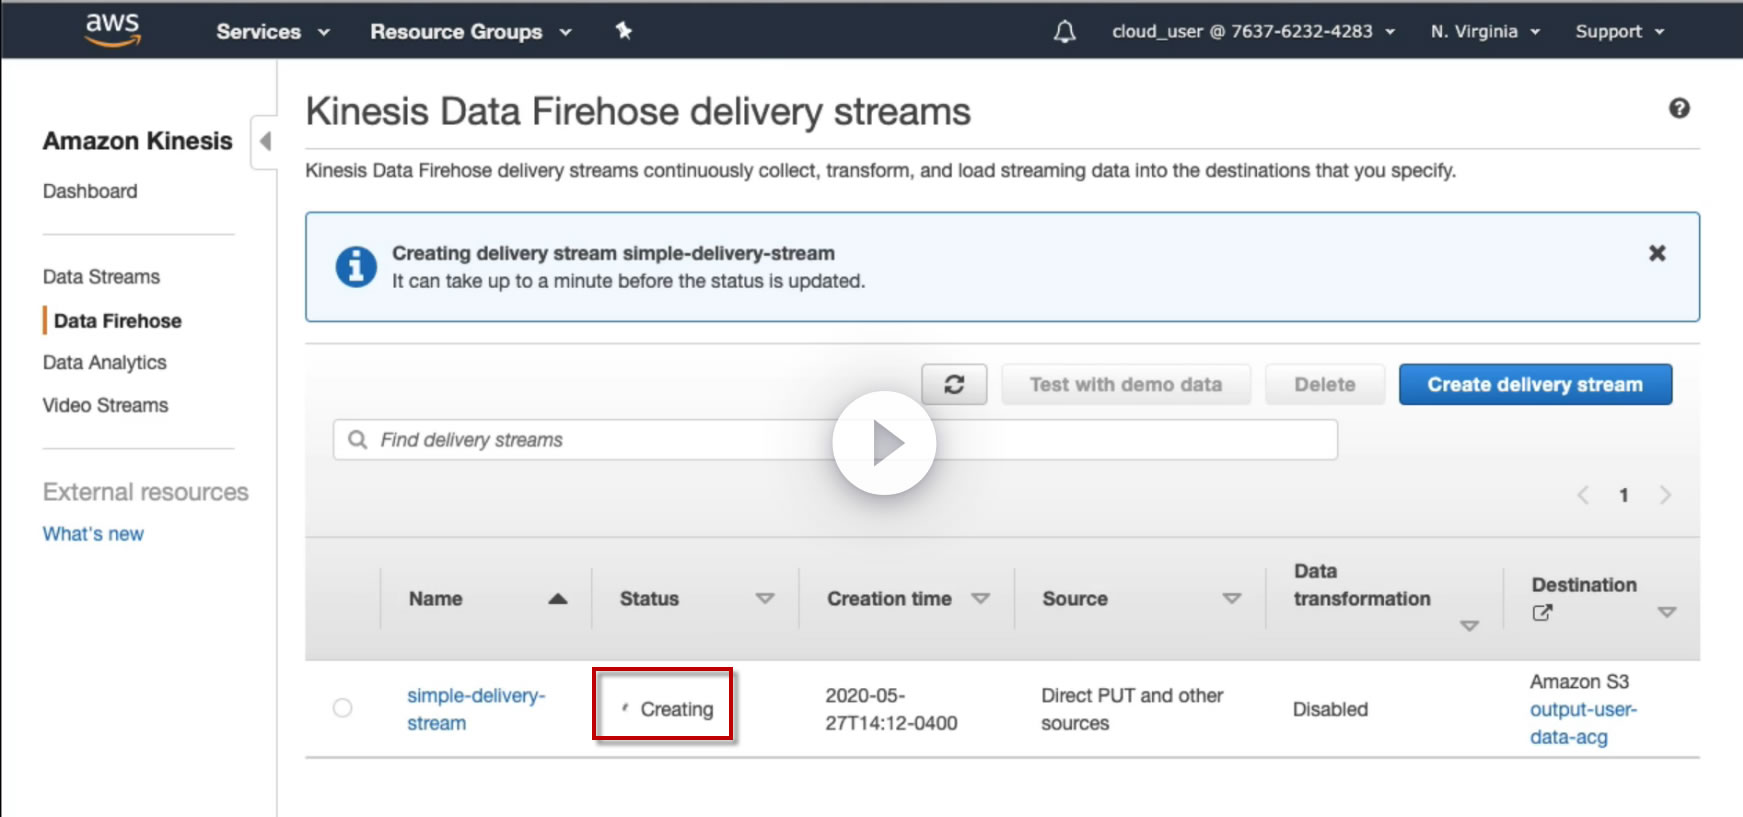 aws Services Resource Groups cloud_user @ 7637-6232-4283 N. Virginia Support
Amazon Kinesis
Dashboard
Data Streams
Data Firehose
Data Analytics
Video Streams
External resources
What's new
Kinesis Data Firehose delivery streams
Kinesis Data Firehose delivery streams continuously collect, transform, and load streaming data into the destinations that you specify.
Creating delivery stream simple-delivery-stream
It can take up to a minute before the status is updated.
Test with demo data Delete Create delivery stream
Find delivery streams
1
Name Status Creation time Source Data transformation Destination
simple-delivery-stream Creating 2020-05-27T14:12-0400 Direct PUT and other sources Disabled Amazon S3 output-user-data-acg